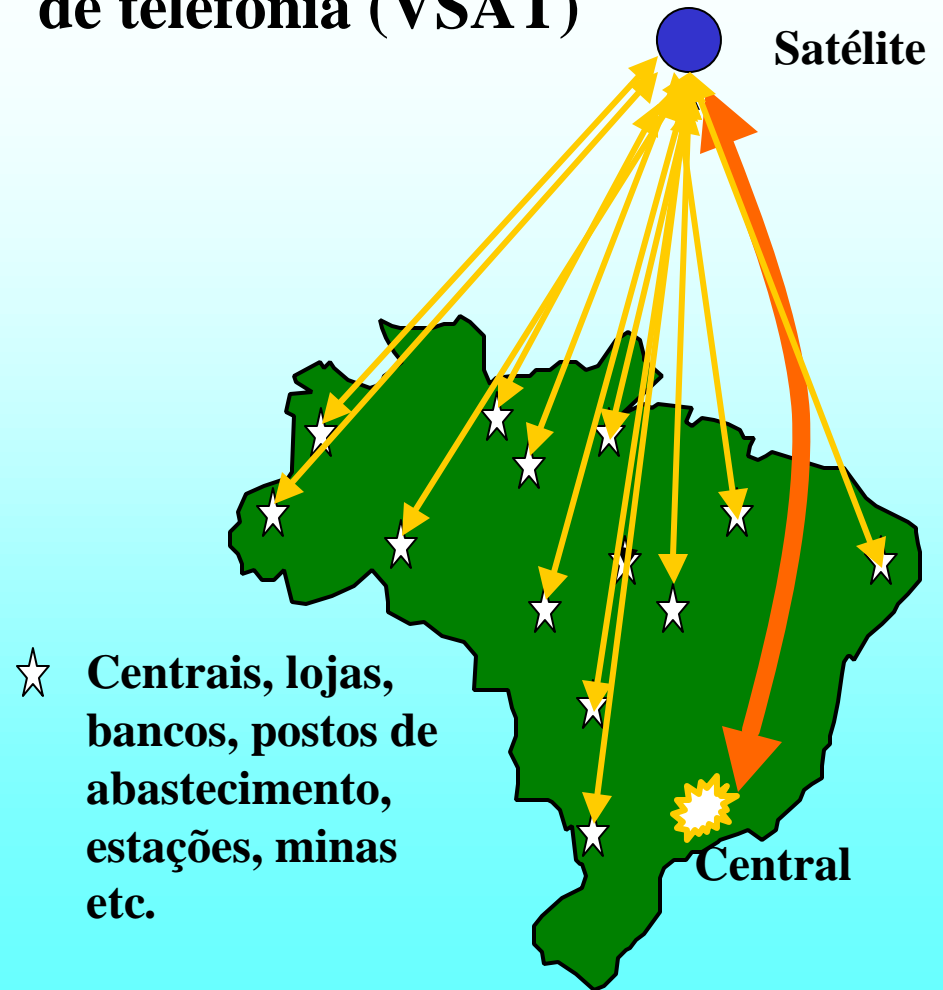 de telefonia (VSAT)
Satélite
Centrais, lojas,
bancos, postos de
abastecimento,
estações, minas
etc.
Central